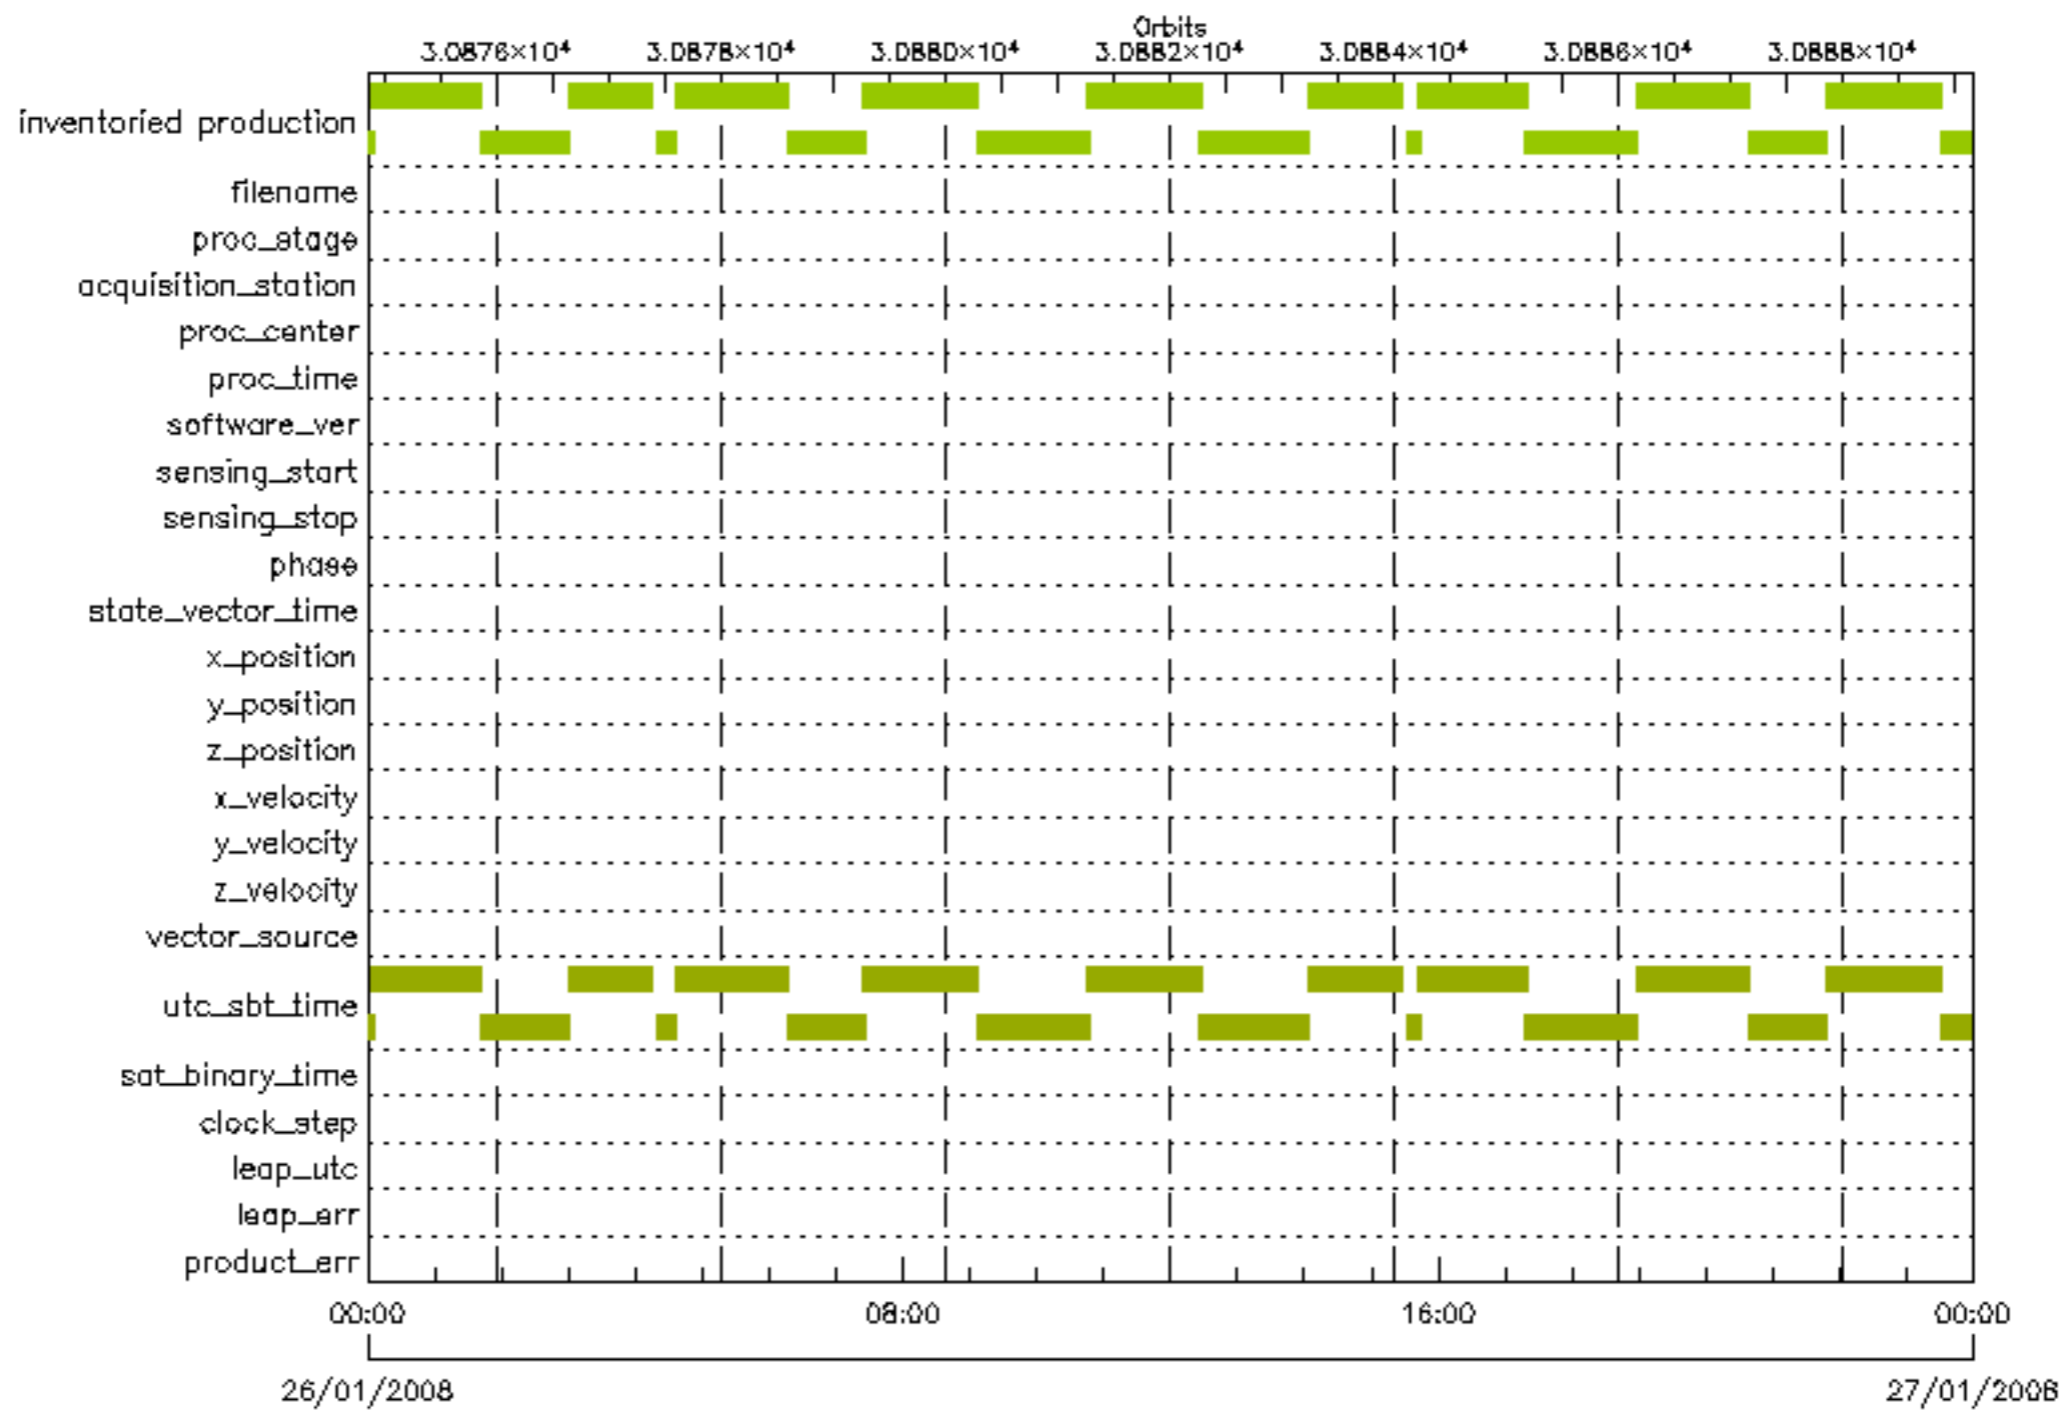 Orbits
3.0876×10⁴ 3.0878×10⁴ 3.0880×10⁴ 3.0882×10⁴ 3.0884×10⁴ 3.0886×10⁴ 3.0888×10⁴
inventoried production
filename
proc_stage
acquisition_station
proc_center
proc_time
software_ver
sensing_start
sensing_stop
phase
state_vector_time
x_position
y_position
z_position
x_velocity
y_velocity
z_velocity
vector_source
utc_sbt_time
sat_binary_time
clock_step
leap_utc
leap_err
product_err
00:00 08:00 16:00 00:00
26/01/2008 27/01/2008